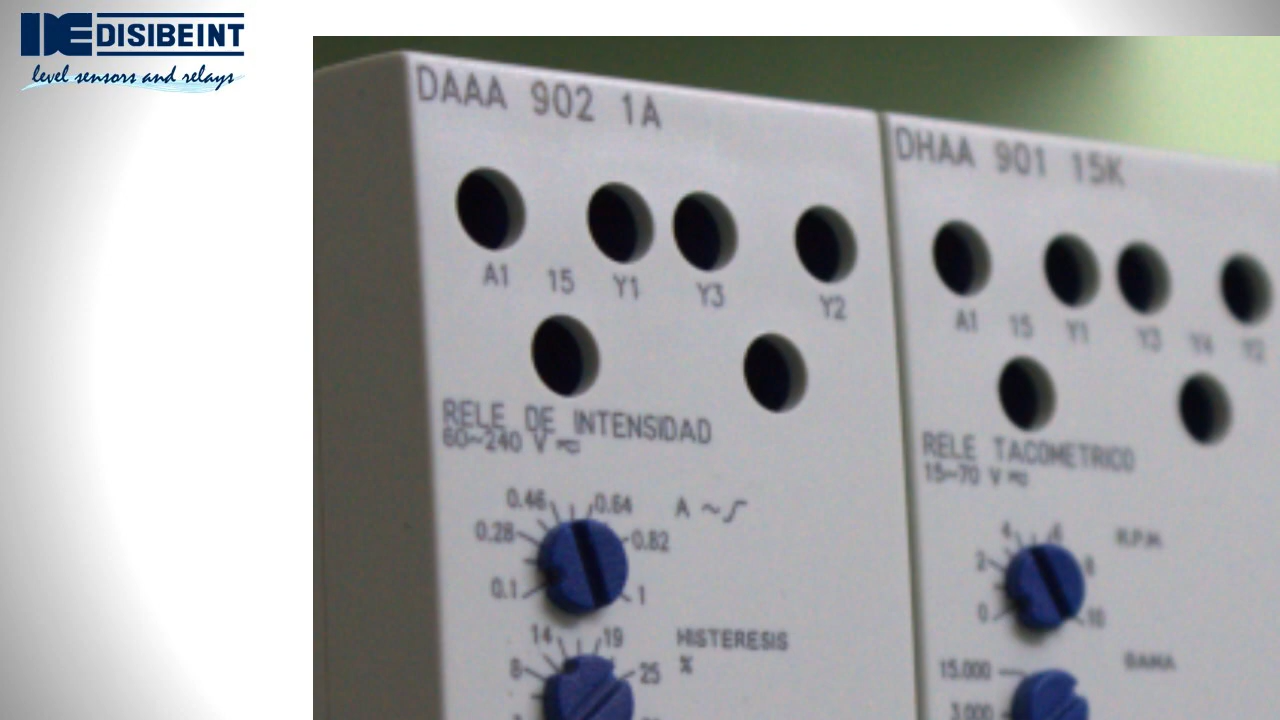 DISIBEINT
level sensors and relays
DAAA 902 1A
A1 15 Y1 Y3 Y2
RELE DE INTENSIDAD
60~240 V
0.46 0.64 A
0.28 0.82
0.1 1
14 19 HISTERESIS
8 25 %
DHAA 901 15K
A1 15 Y1 Y3 Y4 Y2
RELE TACOMETRICO
15~70 V
4 6 R.P.M
2 8
0 10
GAMA
15.000
3.000